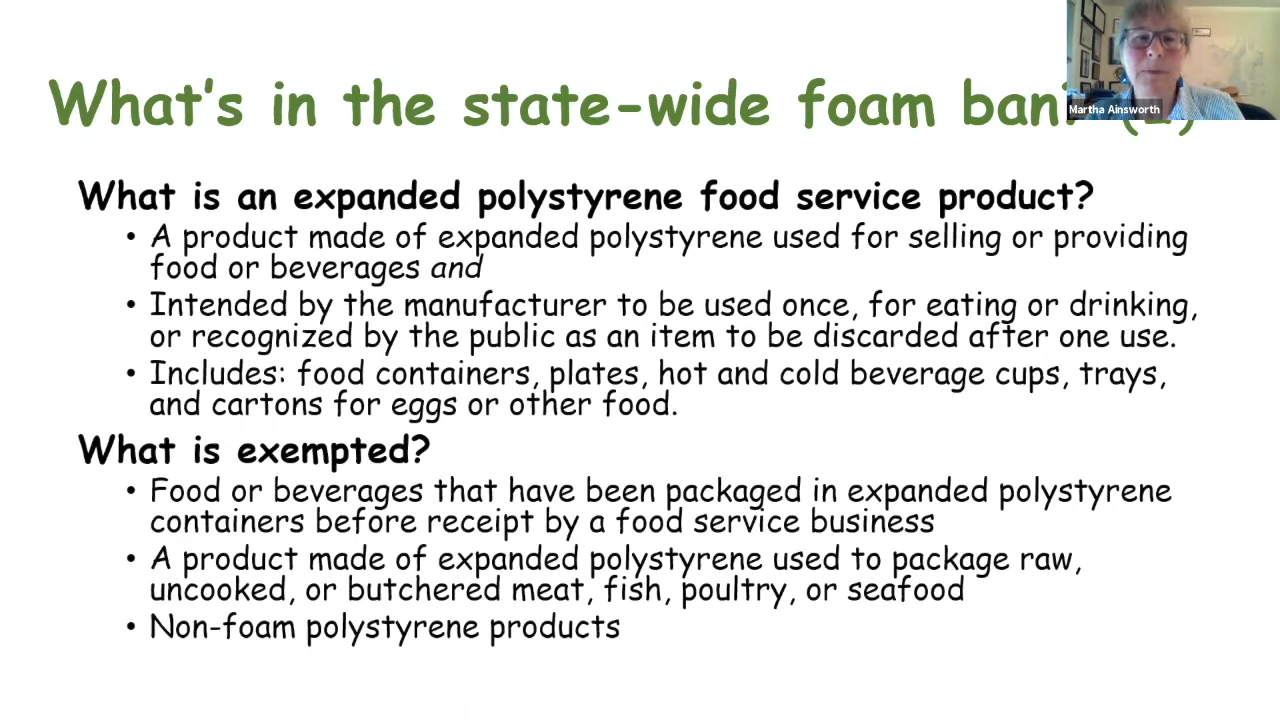 What's in the state-wide foam ban?
Martha Ainsworth
What is an expanded polystyrene food service product?
• A product made of expanded polystyrene used for selling or providing
food or beverages and
• Intended by the manufacturer to be used once, for eating or drinking,
or recognized by the public as an item to be discarded after one use.
• Includes: food containers, plates, hot and cold beverage cups, trays,
and cartons for eggs or other food.
What is exempted?
• Food or beverages that have been packaged in expanded polystyrene
containers before receipt by a food service business
• A product made of expanded polystyrene used to package raw,
uncooked, or butchered meat, fish, poultry, or seafood
• Non-foam polystyrene products